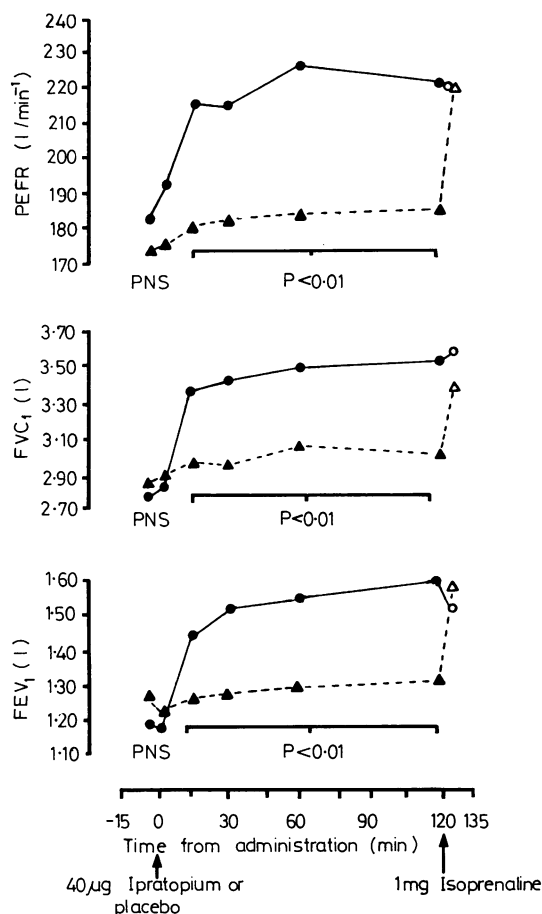 240
230
220
210
200
190
180
170
PEFR (l/min⁻¹)
PNS P<0·01
3·70
3·50
3·30
3·10
2·90
2·70
FVC₁ (l)
PNS P<0·01
1·60
1·50
1·40
1·30
1·20
1·10
FEV₁ (l)
PNS P<0·01
-15 0 30 60 90 120 135
Time from administration (min)
40µg Ipratopium or
placebo
1mg Isoprenaline